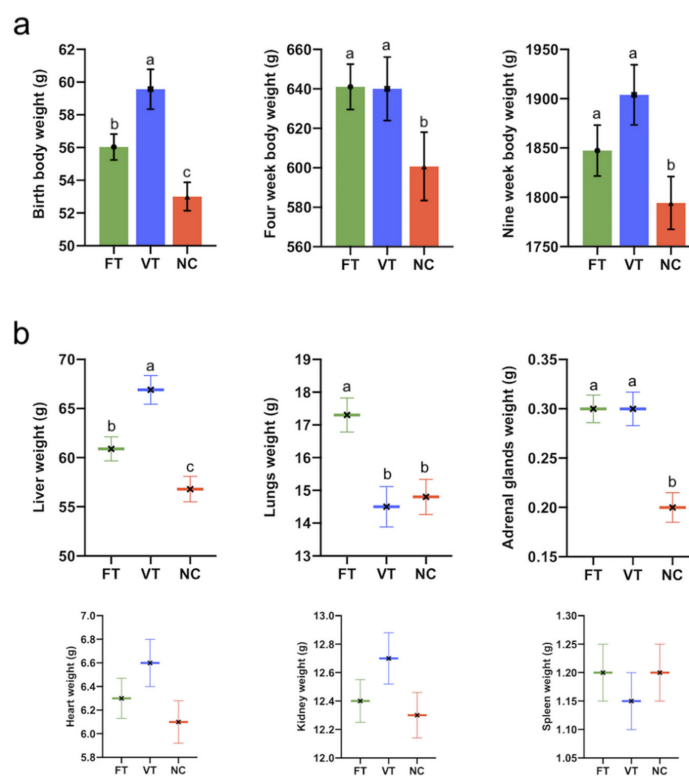 a
Birth body weight (g)
62
60
58
56
54
52
50
b
a
c
FT VT NC
Four week body weight (g)
660
640
620
600
580
560
a
a
b
FT VT NC
Nine week body weight (g)
1950
1900
1850
1800
1750
a
a
b
FT VT NC
b
Liver weight (g)
70
65
60
55
50
b
a
c
FT VT NC
Lungs weight (g)
19
18
17
16
15
14
13
a
b
b
FT VT NC
Adrenal glands weight (g)
0.35
0.30
0.25
0.20
0.15
a
a
b
FT VT NC
Heart weight (g)
7.0
6.8
6.6
6.4
6.2
6.0
5.8
FT VT NC
Kidney weight (g)
13.0
12.8
12.6
12.4
12.2
12.0
FT VT NC
Spleen weight (g)
1.30
1.25
1.20
1.15
1.10
1.05
FT VT NC